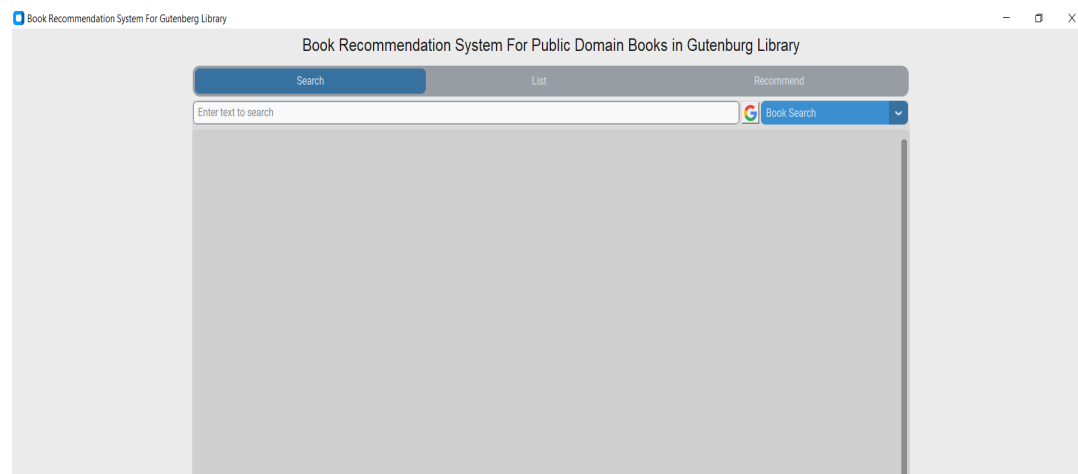 Book Recommendation System For Gutenberg Library
Book Recommendation System For Public Domain Books in Gutenburg Library
Search List Recommend
Enter text to search G Book Search